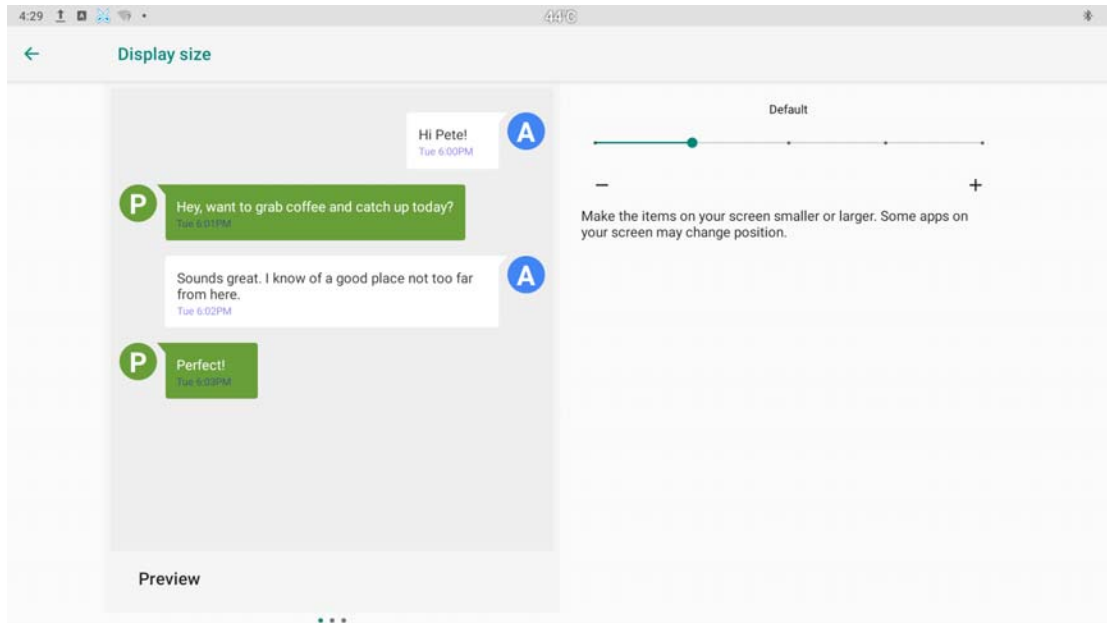 4:29
44°C
Display size
Hi Pete!
Tue 6:00PM
A
P
Hey, want to grab coffee and catch up today?
Tue 6:01PM
Sounds great. I know of a good place not too far
from here.
Tue 6:02PM
A
P
Perfect!
Tue 6:03PM
Preview
Default
Make the items on your screen smaller or larger. Some apps on
your screen may change position.